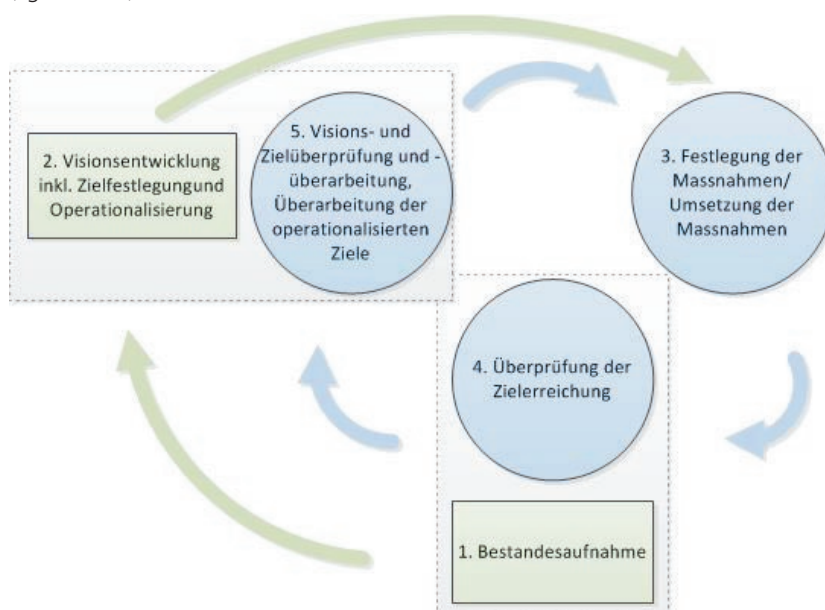 2. Visionsentwicklung
inkl. Zielfestlegungund
Operationalisierung
5. Visions- und
Zielüberprüfung und -
überarbeitung,
Überarbeitung der
operationalisierten
Ziele
3. Festlegung der
Massnahmen/
Umsetzung der
Massnahmen
4. Überprüfung der
Zielerreichung
1. Bestandesaufnahme